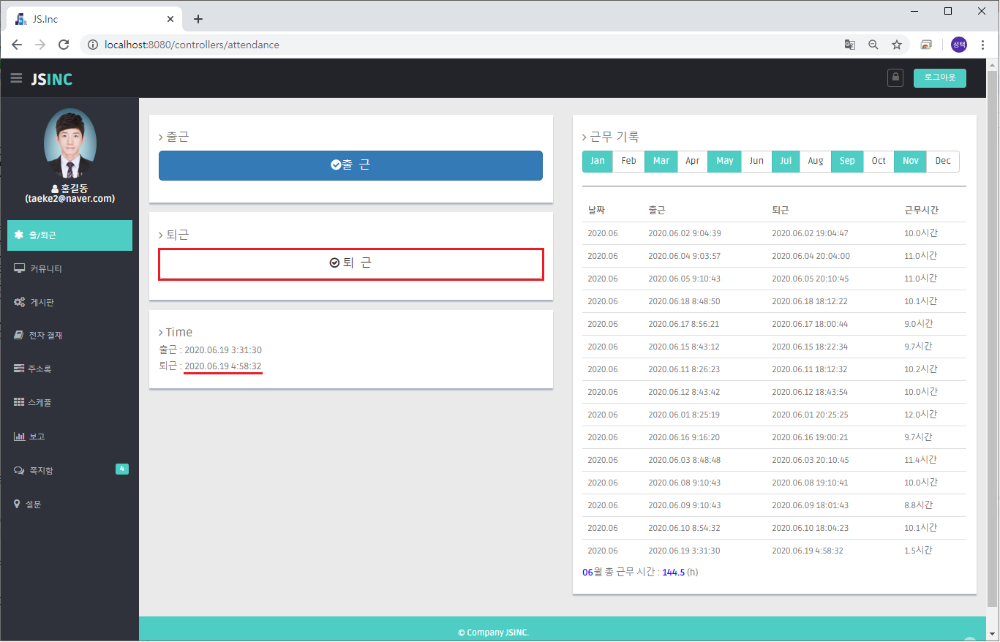 JS.Inc
localhost:8080/controllers/attendance
성택
JSINC
로그아웃
홍길동
(taeke2@naver.com)
출/퇴근
커뮤니티
게시판
전자 결재
주소록
스케쥴
보고
쪽지함 4
설문
출근
출 근
퇴근
퇴 근
Time
출근 : 2020.06.19 3:31:30
퇴근 : 2020.06.19 4:58:32
근무 기록
Jan Feb Mar Apr May Jun Jul Aug Sep Oct Nov Dec
날짜 출근 퇴근 근무시간
2020.06 2020.06.02 9:04:39 2020.06.02 19:04:47 10.0시간
2020.06 2020.06.04 9:03:57 2020.06.04 20:04:00 11.0시간
2020.06 2020.06.05 9:10:43 2020.06.05 20:10:45 11.0시간
2020.06 2020.06.18 8:48:50 2020.06.18 18:12:22 10.1시간
2020.06 2020.06.17 8:56:21 2020.06.17 18:00:44 9.0시간
2020.06 2020.06.15 8:43:12 2020.06.15 18:22:34 9.7시간
2020.06 2020.06.11 8:26:23 2020.06.11 18:12:32 10.2시간
2020.06 2020.06.12 8:43:42 2020.06.12 18:43:54 10.0시간
2020.06 2020.06.01 8:25:19 2020.06.01 20:25:25 12.0시간
2020.06 2020.06.16 9:16:20 2020.06.16 19:00:21 9.7시간
2020.06 2020.06.03 8:48:48 2020.06.03 20:10:45 11.4시간
2020.06 2020.06.08 9:10:43 2020.06.08 19:10:41 10.0시간
2020.06 2020.06.09 9:10:43 2020.06.09 18:01:43 8.8시간
2020.06 2020.06.10 8:54:32 2020.06.10 18:04:23 10.1시간
2020.06 2020.06.19 3:31:30 2020.06.19 4:58:32 1.5시간
06월 총 근무 시간 : 144.5 (h)
© Company JSINC.